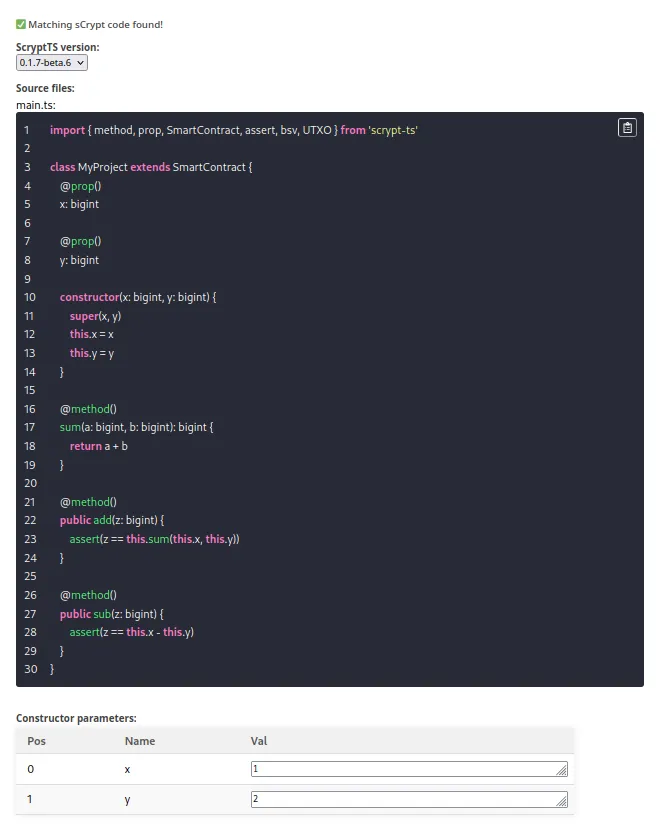 ✅ Matching sCrypt code found!
ScryptTS version:
0.1.7-beta.6
Source files:
main.ts:
1 import { method, prop, SmartContract, assert, bsv, UTXO } from 'scrypt-ts'
2
3 class MyProject extends SmartContract {
4 @prop()
5 x: bigint
6
7 @prop()
8 y: bigint
9
10 constructor(x: bigint, y: bigint) {
11 super(x, y)
12 this.x = x
13 this.y = y
14 }
15
16 @method()
17 sum(a: bigint, b: bigint): bigint {
18 return a + b
19 }
20
21 @method()
22 public add(z: bigint) {
23 assert(z == this.sum(this.x, this.y))
24 }
25
26 @method()
27 public sub(z: bigint) {
28 assert(z == this.x - this.y)
29 }
30 }
Constructor parameters:
Pos Name Val
0 x 1
1 y 2